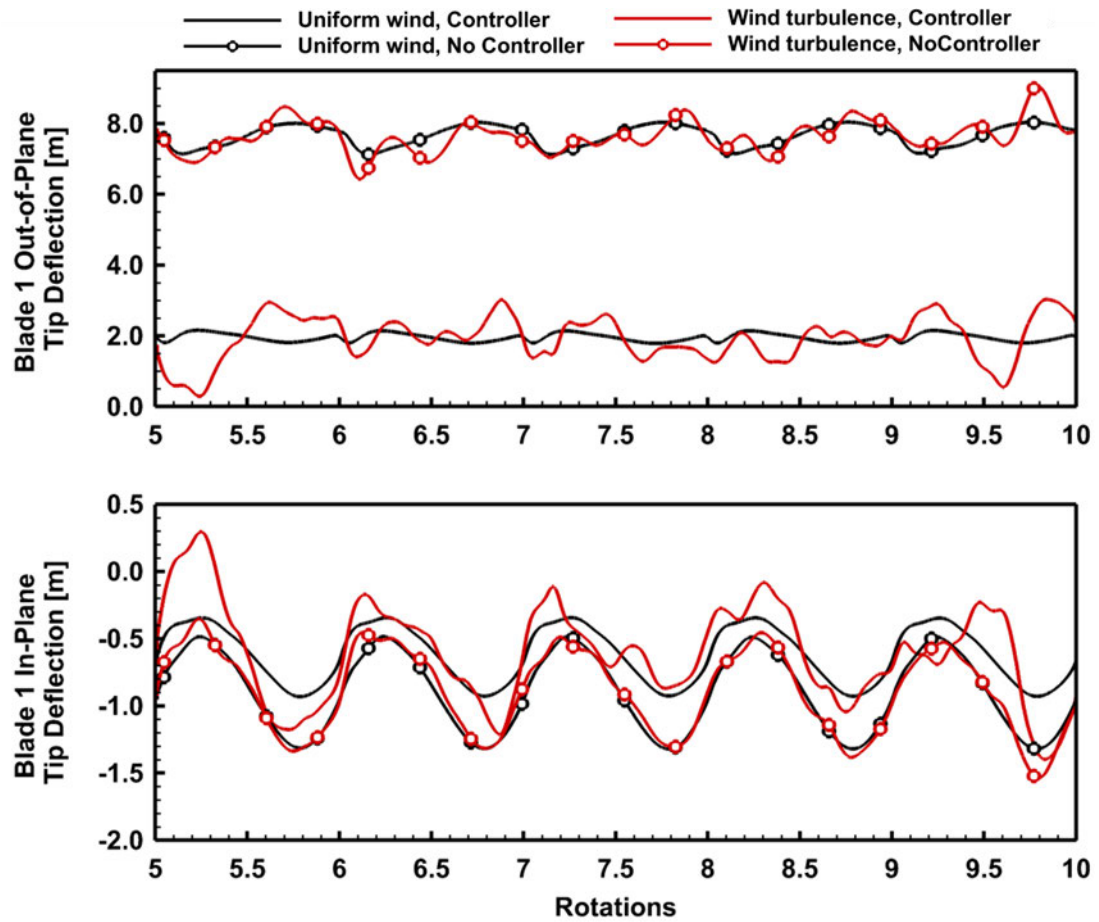 Uniform wind, Controller
Wind turbulence, Controller
Uniform wind, No Controller
Wind turbulence, NoController
Blade 1 Out-of-Plane
Tip Deflection [m]
8.0
6.0
4.0
2.0
0.0
5 5.5 6 6.5 7 7.5 8 8.5 9 9.5 10
Blade 1 In-Plane
Tip Deflection [m]
0.5
0.0
-0.5
-1.0
-1.5
-2.0
5 5.5 6 6.5 7 7.5 8 8.5 9 9.5 10
Rotations